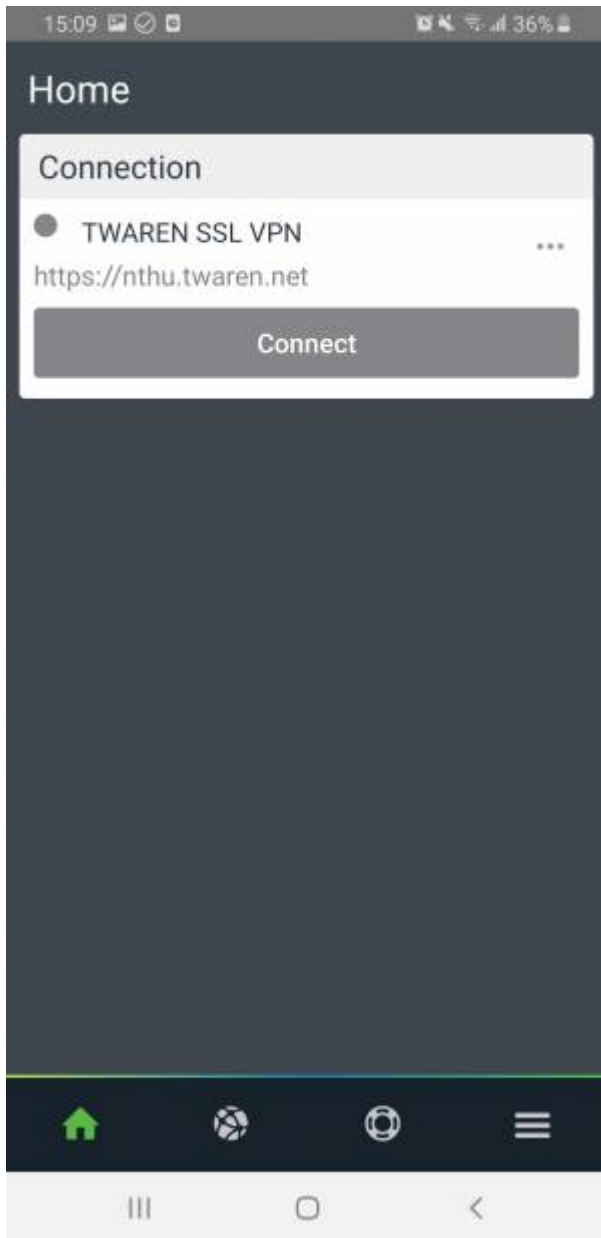 15:09 36%
Home
Connection
TWAREN SSL VPN
https://nthu.twaren.net
Connect